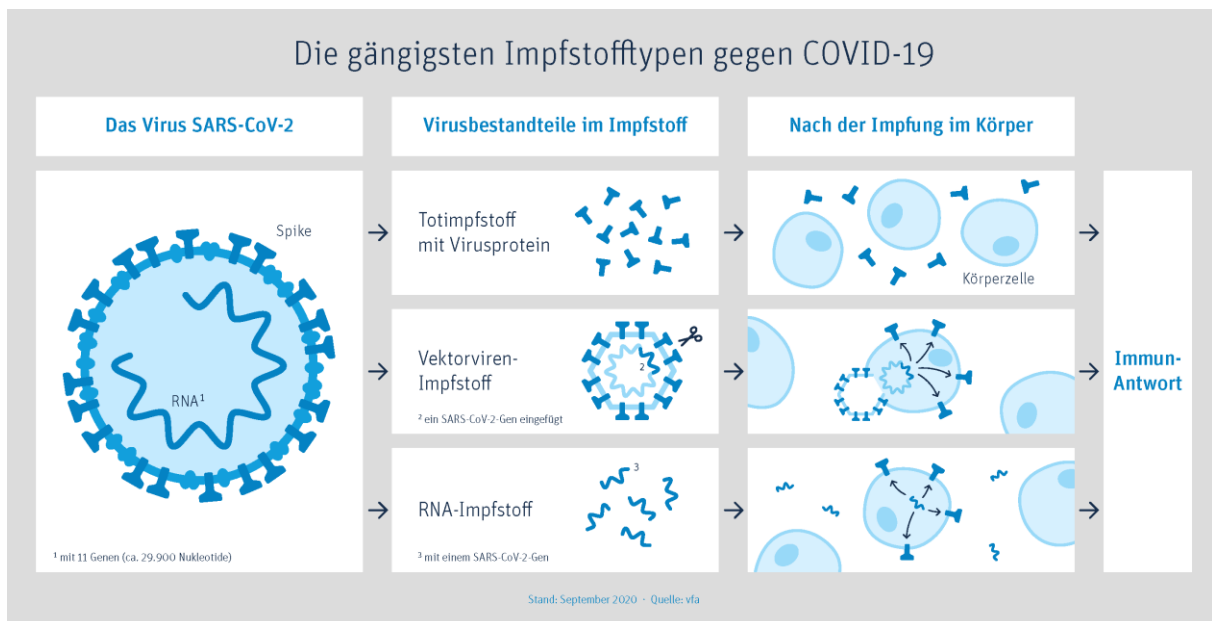 Die gängigsten Impfstofftypen gegen COVID-19
Das Virus SARS-CoV-2
Virusbestandteile im Impfstoff
Nach der Impfung im Körper
Spike
RNA¹
¹ mit 11 Genen (ca. 29.900 Nukleotide)
Totimpfstoff
mit Virusprotein
Körperzelle
Vektorviren-
Impfstoff
2
² ein SARS-CoV-2-Gen eingefügt
RNA-Impfstoff
3
³ mit einem SARS-CoV-2-Gen
Immun-
Antwort
Stand: September 2020 · Quelle: vfa